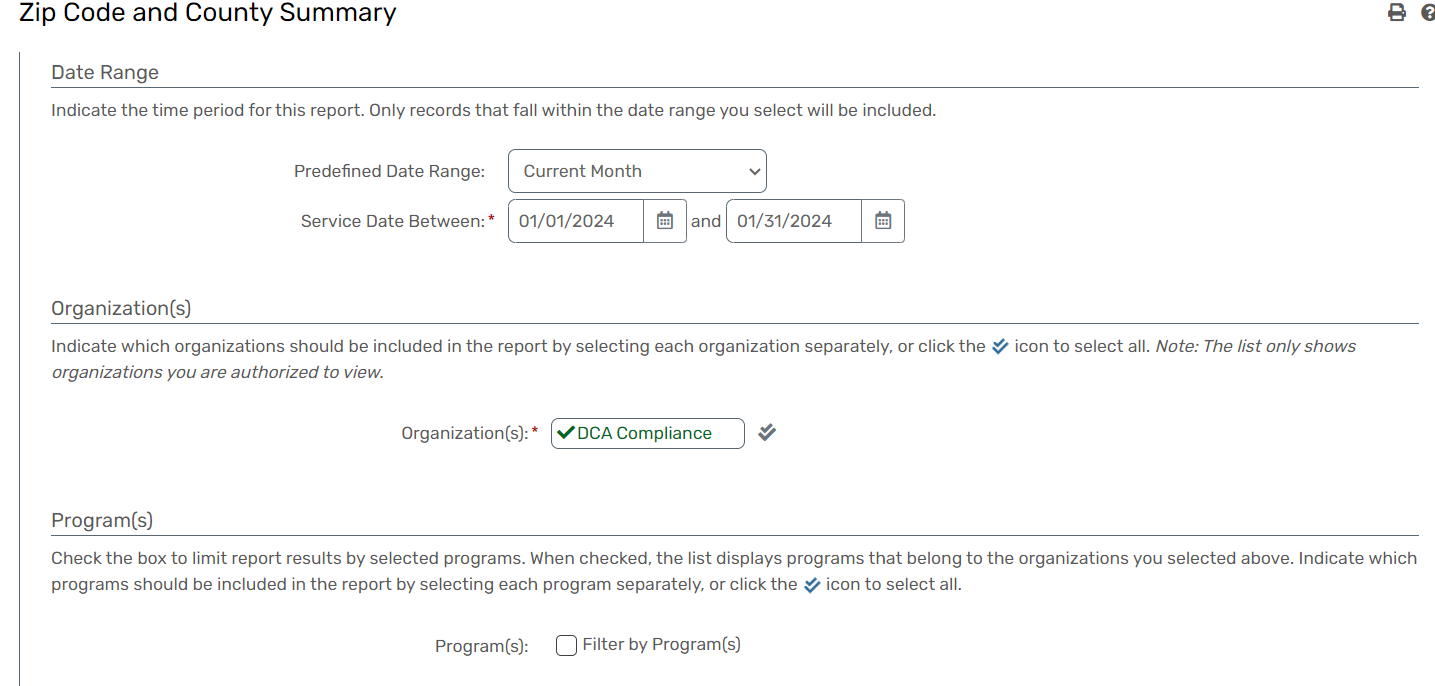 Zip Code and County Summary
Date Range
Indicate the time period for this report. Only records that fall within the date range you select will be included.
Predefined Date Range: Current Month
Service Date Between:* 01/01/2024 and 01/31/2024
Organization(s)
Indicate which organizations should be included in the report by selecting each organization separately, or click the icon to select all. Note: The list only shows
organizations you are authorized to view.
Organization(s):* DCA Compliance
Program(s)
Check the box to limit report results by selected programs. When checked, the list displays programs that belong to the organizations you selected above. Indicate which
programs should be included in the report by selecting each program separately, or click the icon to select all.
Program(s): Filter by Program(s)